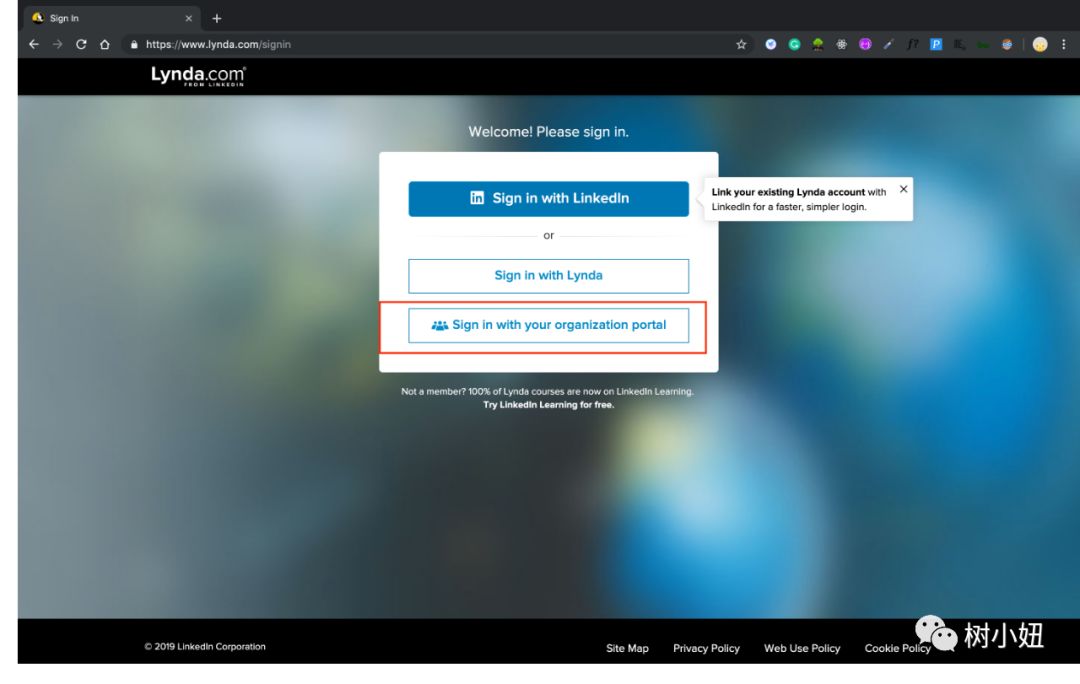 Sign In
https://www.lynda.com/signin
Lynda.com
FROM LINKEDIN
Welcome! Please sign in.
Sign in with LinkedIn
Link your existing Lynda account with
LinkedIn for a faster, simpler login.
or
Sign in with Lynda
Sign in with your organization portal
Not a member? 100% of Lynda courses are now on LinkedIn Learning.
Try LinkedIn Learning for free.
© 2019 LinkedIn Corporation
Site Map Privacy Policy Web Use Policy Cookie Policy
树小妞